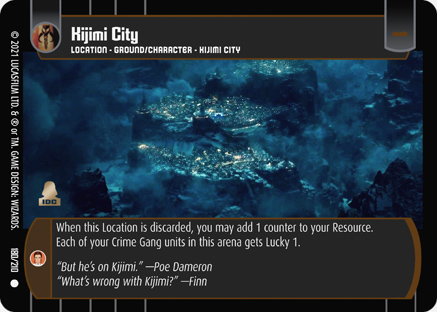 Kijimi City
LOCATION - GROUND/CHARACTER - KIJIMI CITY
IDC
When this Location is discarded, you may add 1 counter to your Resource.
Each of your Crime Gang units in this arena gets Lucky 1.
"But he's on Kijimi." —Poe Dameron
"What's wrong with Kijimi?" —Finn
© 2021 LUCASFILM LTD. & ® or TM. GAME DESIGN: WIZARDS.
180/210